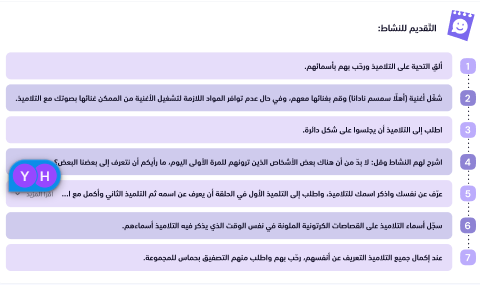 التّقديم للنشاط:
1 ألقِ التحية على التلاميذ ورحّب بهم بأسمائهم.
2 شغّل أغنية (أهلًا سمسم نادانا) وقم بغنائها معهم، وفي حال عدم توافر المواد اللازمة لتشغيل الأغنية من الممكن غنائها بصوتك مع التلاميذ.
3 اطلب إلى التلاميذ أن يجلسوا على شكل دائرة.
4 اشرح لهم النشاط وقل: لا بدّ من أن هناك بعض الأشخاص الذين ترونهم للمرة الأولى اليوم، ما رأيكم أن نتعرف إلى بعضنا البعض؟
Y H
5 عرّف عن نفسك واذكر اسمك للتلاميذ، واطلب إلى التلميذ الأول في الحلقة أن يعرف عن اسمه ثم التلميذ الثاني وأكمل مع ا...
6 سجّل أسماء التلاميذ على القصاصات الكرتونية الملونة في نفس الوقت الذي يذكر فيه التلاميذ أسماءهم.
7 عند إكمال جميع التلاميذ التعريف عن أنفسهم، رحّب بهم واطلب منهم التصفيق بحماس للمجموعة.